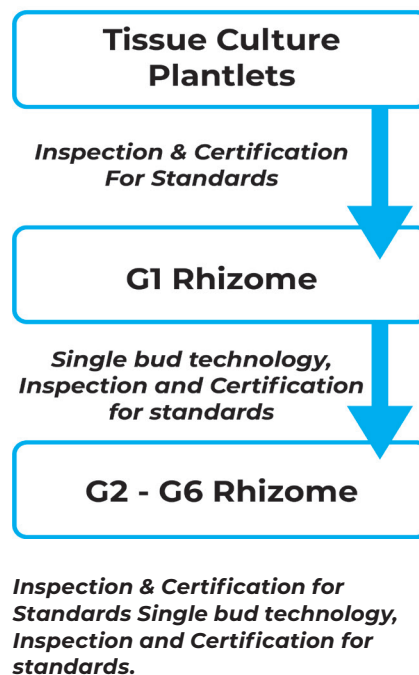 Tissue Culture
Plantlets
Inspection & Certification
For Standards
G1 Rhizome
Single bud technology,
Inspection and Certification
for standards
G2 - G6 Rhizome
Inspection & Certification for
Standards Single bud technology,
Inspection and Certification for
standards.